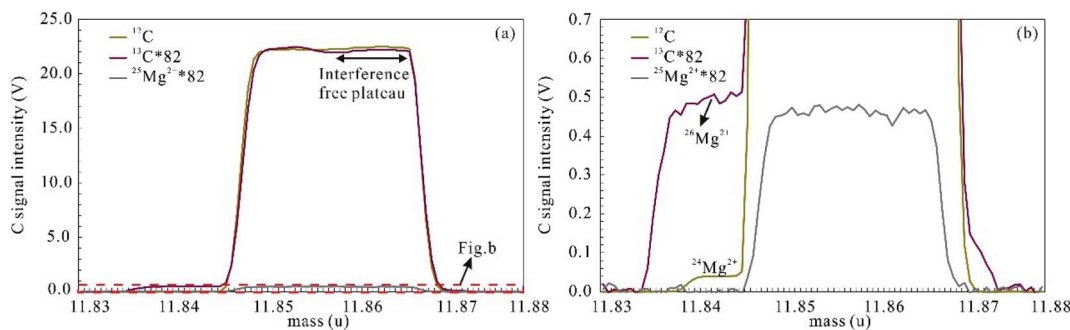 25.0
20.0
15.0
10.0
5.0
0.0
C signal intensity (V)
¹²C
¹³C*82
²⁵Mg²⁻*82
(a)
Interference
free plateau
Fig.b
11.83 11.84 11.85 11.86 11.87 11.88
mass (u)
0.7
0.6
0.5
0.4
0.3
0.2
0.1
0.0
C signal intensity (V)
¹²C
¹³C*82
²⁵Mg²⁺*82
(b)
²⁶Mg²⁺
²⁴Mg²⁺
11.83 11.84 11.85 11.86 11.87 11.88
mass (u)